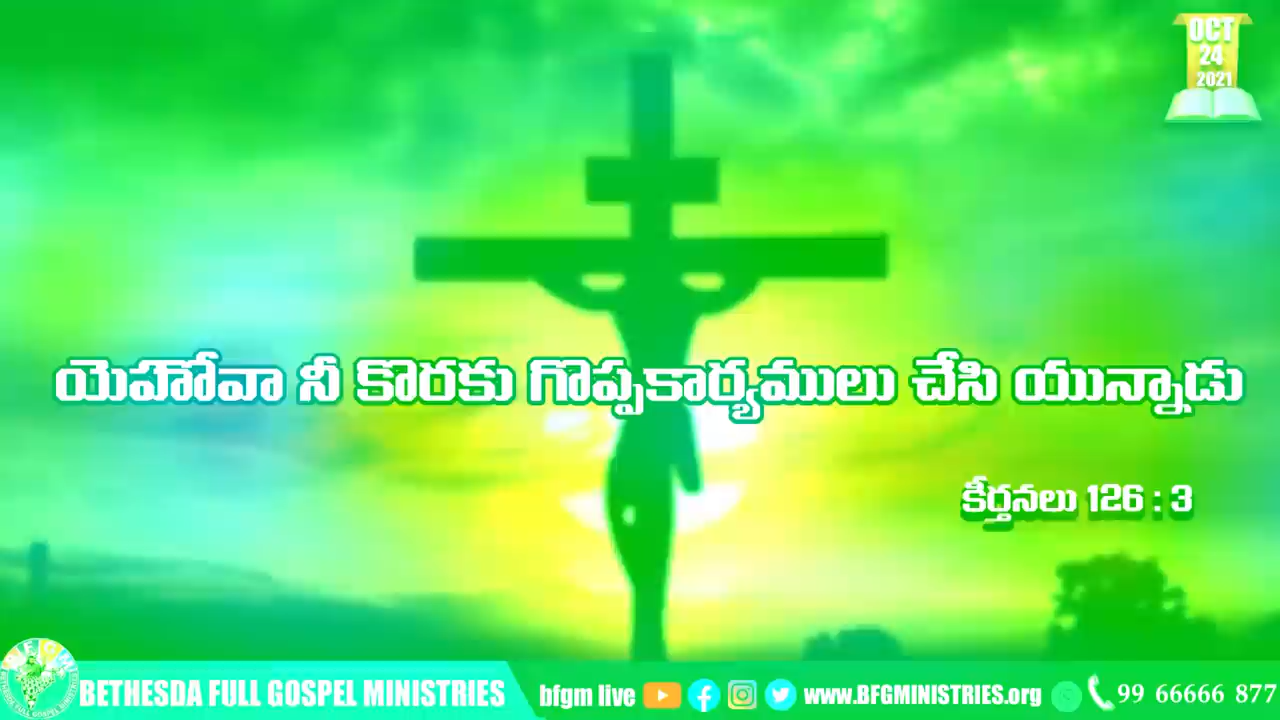 OCT
24
2021
యెహోవా నీ కొరకు గొప్పకార్యములు చేసి యున్నాడు
కీర్తనలు 126 : 3
BETHESDA FULL GOSPEL MINISTRIES bfgm live www.BFGMINISTRIES.org 99 66666 877